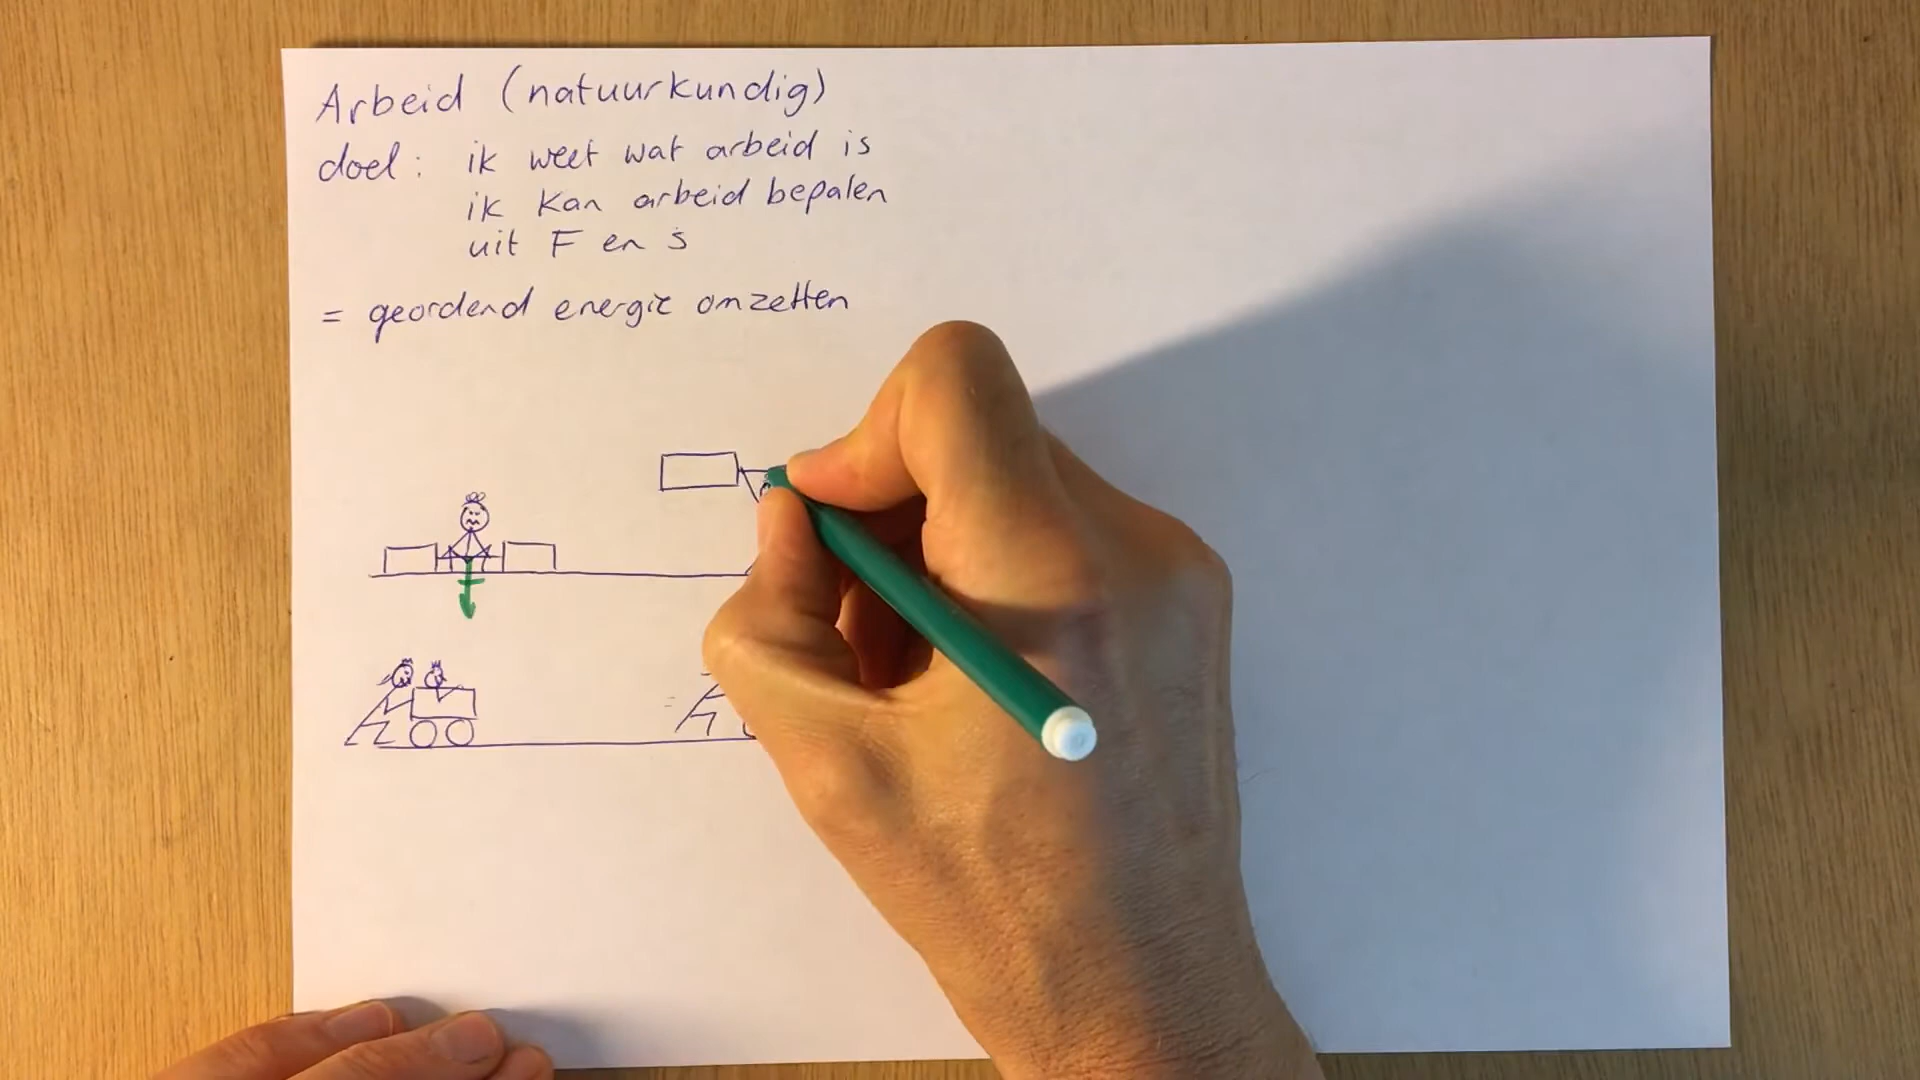 Arbeid (natuurkundig)
doel: ik weet wat arbeid is
ik kan arbeid bepalen
uit F en s
= geordend energie omzetten